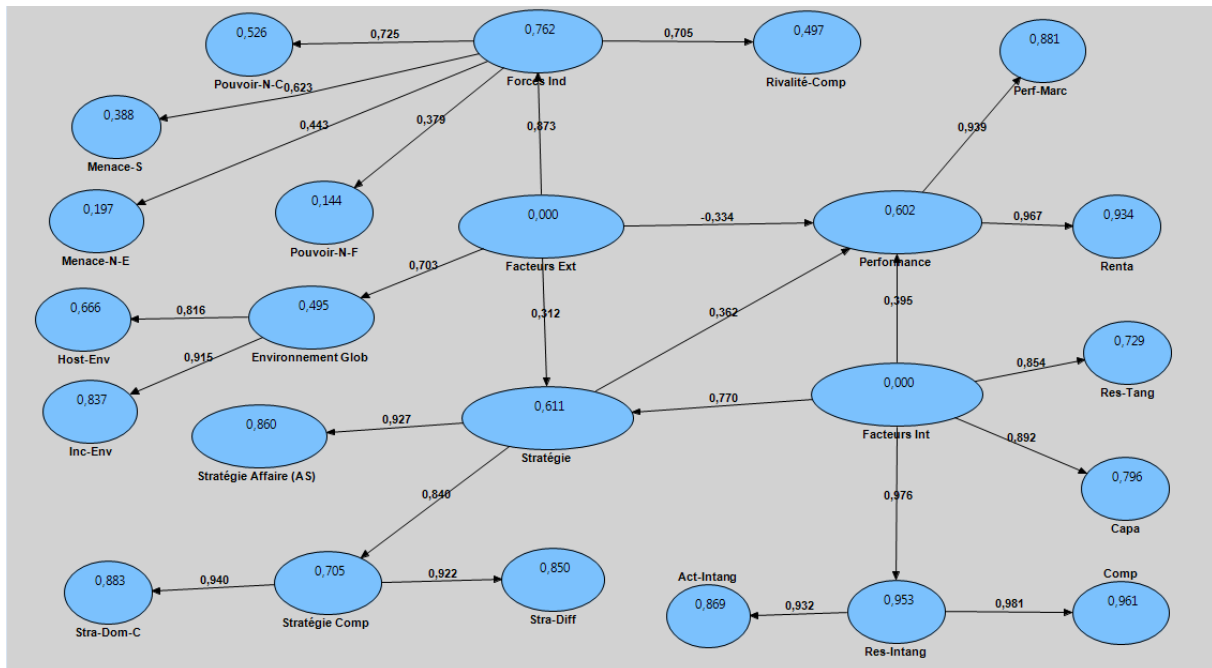 0,526
0,725
0,762
0,705
0,497
0,881
Pouvoir-N-C
0,623
Forces Ind
Rivalité-Comp
Perf-Marc
0,388
0,443
0,379
0,873
0,939
Menace-S
0,197
0,144
0,000
-0,334
0,602
0,967
0,934
Menace-N-E
Pouvoir-N-F
Facteurs Ext
Performance
Renta
0,703
0,666
0,816
0,495
0,312
0,362
0,395
Host-Env
Environnement Glob
0,915
0,729
0,854
Res-Tang
0,837
0,860
0,927
0,611
0,770
0,000
Inc-Env
Stratégie Affaire (AS)
Stratégie
Facteurs Int
0,892
0,796
0,840
0,976
Capa
0,883
0,940
0,705
0,922
0,850
Act-Intang
Comp
Stra-Dom-C
Stratégie Comp
Stra-Diff
0,869
0,932
0,953
0,981
0,961
Res-Intang